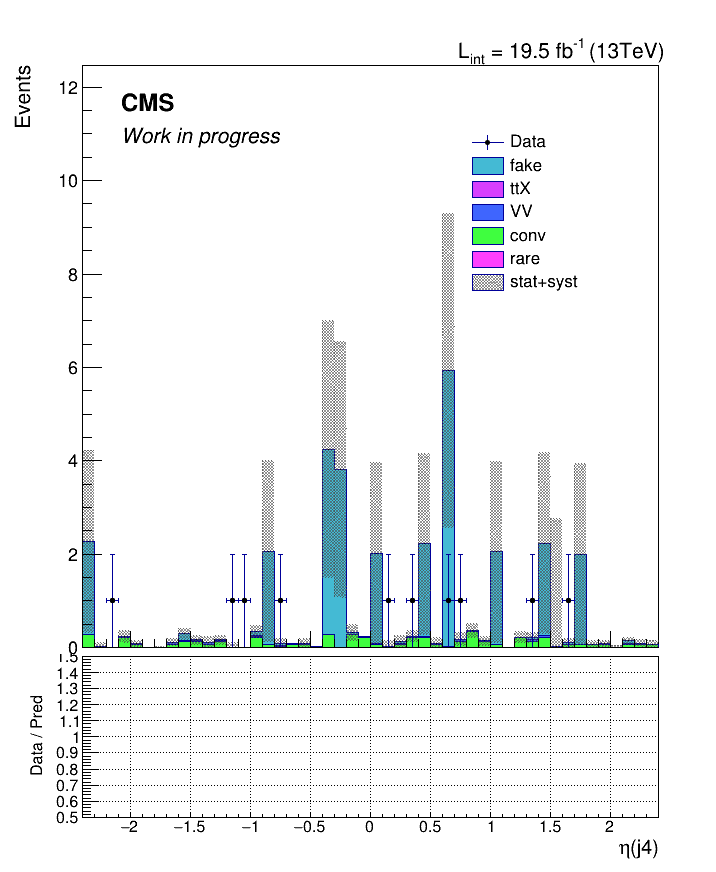 L_int = 19.5 fb^-1 (13TeV)
Events
CMS
Work in progress
Data
fake
ttX
VV
conv
rare
stat+syst
12
10
8
6
4
2
0
Data / Pred
1.5
1.4
1.3
1.2
1.1
1
0.9
0.8
0.7
0.6
0.5
−2
−1.5
−1
−0.5
0
0.5
1
1.5
2
η(j4)